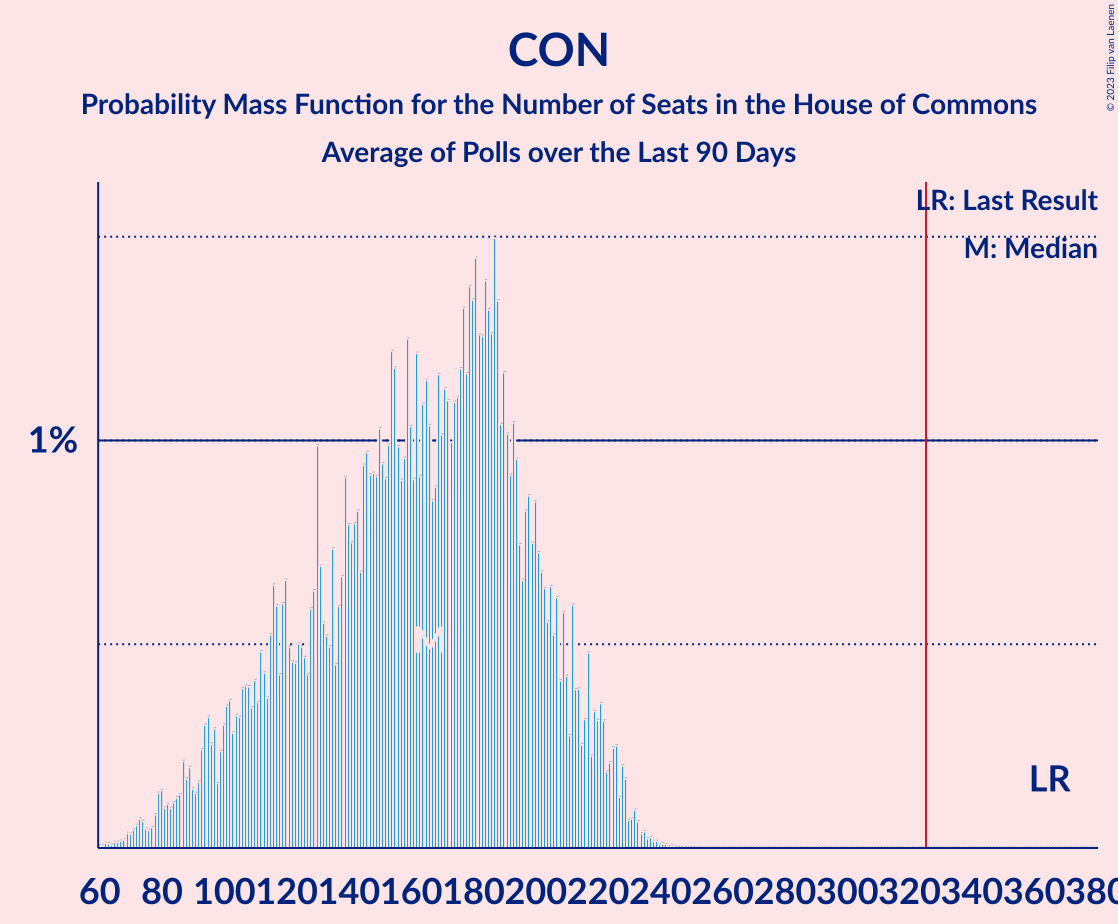 CON
Probability Mass Function for the Number of Seats in the House of Commons
Average of Polls over the Last 90 Days
© 2023 Filip van Laenen
LR: Last Result
M: Median
1%
M
LR
60 80 100 120 140 160 180 200 220 240 260 280 300 320 340 360 380